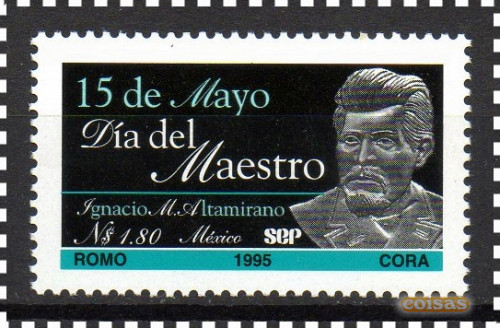 15 de Mayo
Día del
Maestro
Ignacio M. Altamirano
N$ 1.80 México sep
ROMO 1995 CORA
coisas